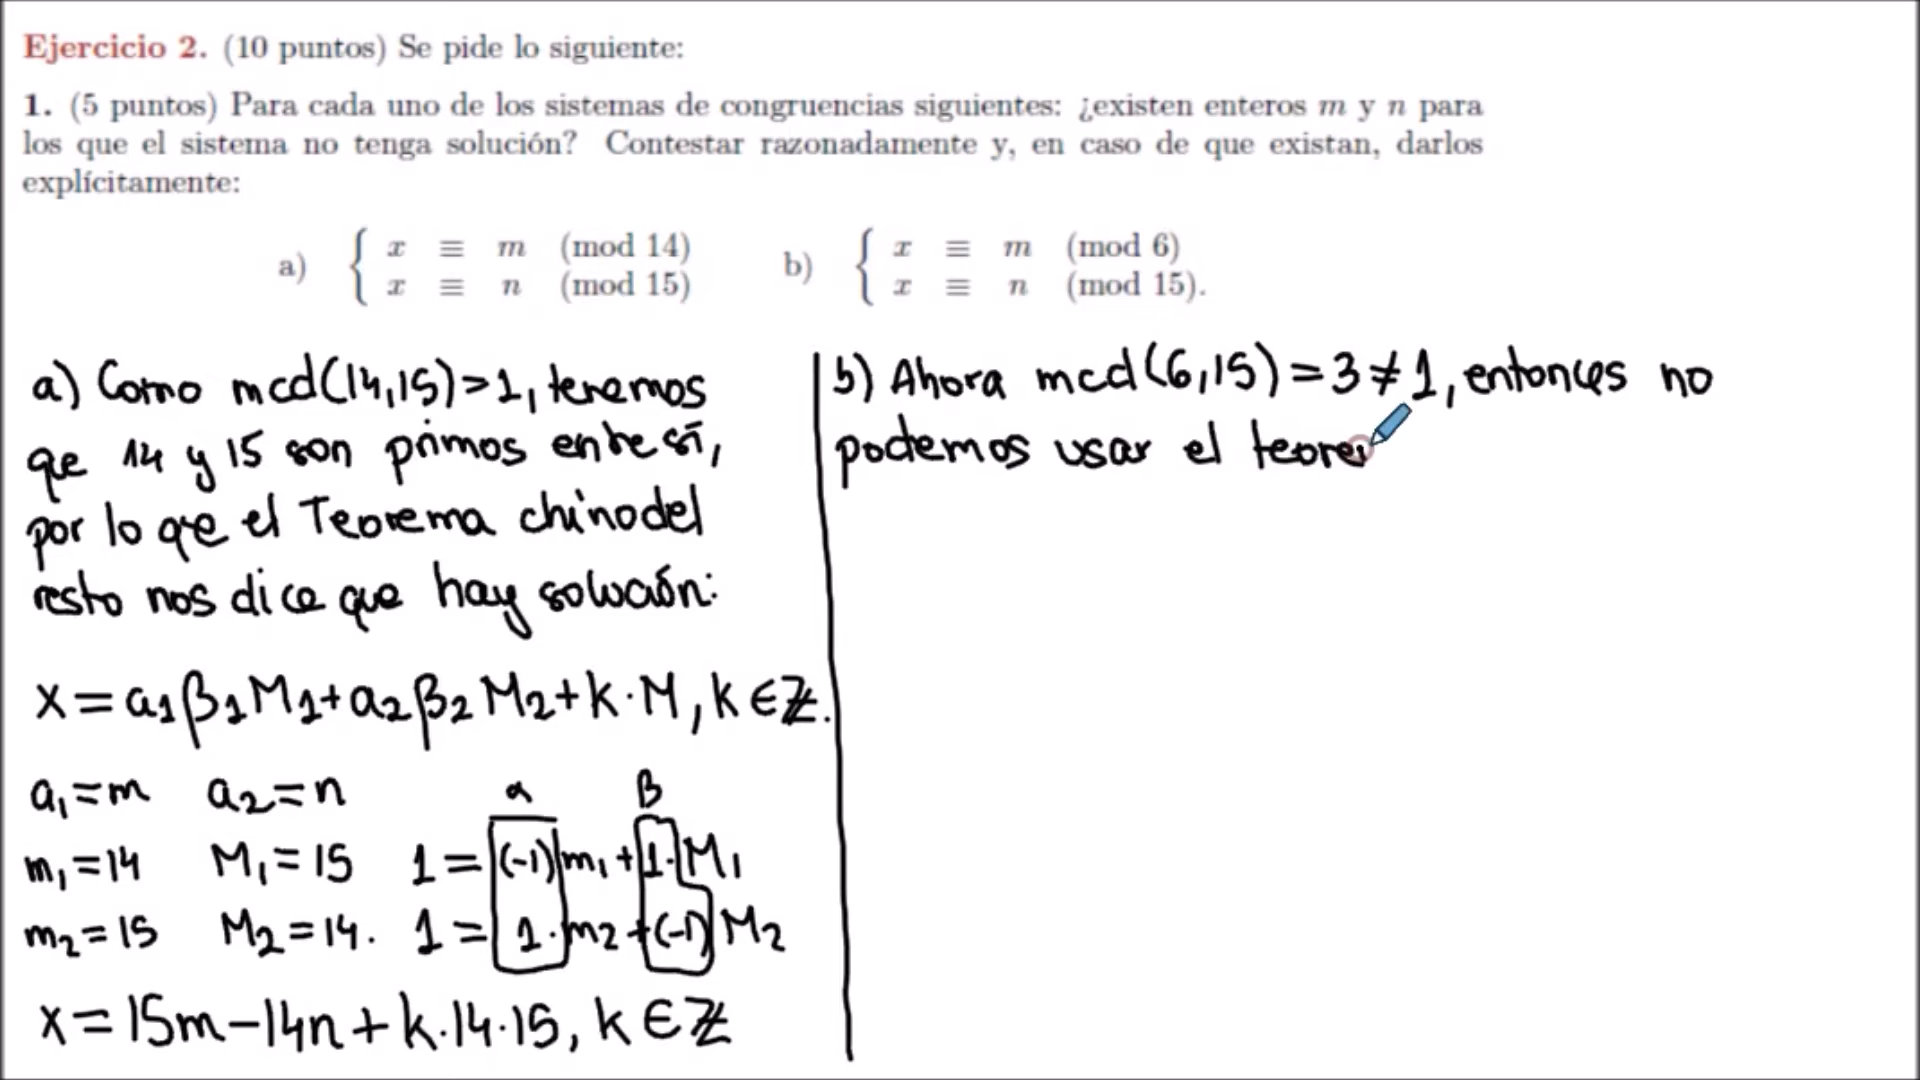 Ejercicio 2. (10 puntos) Se pide lo siguiente:
1. (5 puntos) Para cada uno de los sistemas de congruencias siguientes: ¿existen enteros m y n para
los que el sistema no tenga solución? Contestar razonadamente y, en caso de que existan, darlos
explícitamente:
a) { x ≡ m (mod 14)
x ≡ n (mod 15)
b) { x ≡ m (mod 6)
x ≡ n (mod 15).
a) Como mcd(14,15)=1, tenemos
que 14 y 15 son primos entre sí,
por lo que el Teorema chino del
resto nos dice que hay solución:
x = a₁β₁M₁ + a₂β₂M₂ + k·M, k ∈ ℤ.
a₁ = m a₂ = n α β
m₁ = 14 M₁ = 15 1 = (-1)m₁ + 1·M₁
m₂ = 15 M₂ = 14. 1 = 1·m₂ + (-1)M₂
x = 15m - 14n + k·14·15, k ∈ ℤ
b) Ahora mcd(6,15) = 3 ≠ 1, entonces no
podemos usar el teore